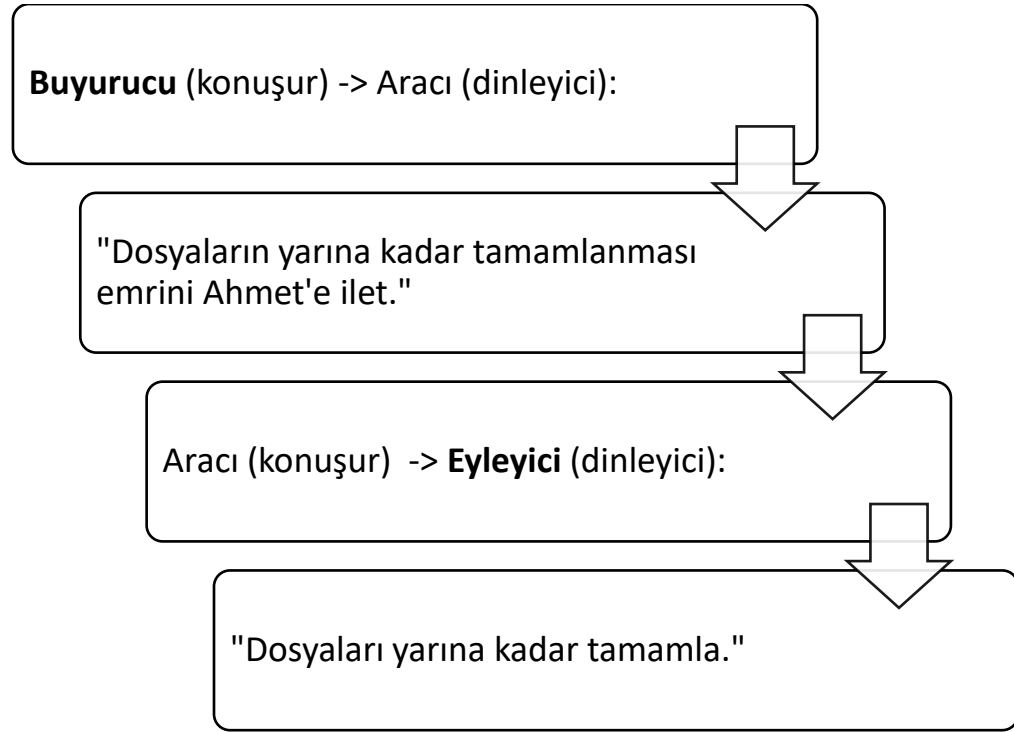 Buyurucu (konuşur) -> Aracı (dinleyici):
"Dosyaların yarına kadar tamamlanması
emrini Ahmet'e ilet."
Aracı (konuşur)  -> Eyleyici (dinleyici):
"Dosyaları yarına kadar tamamla."